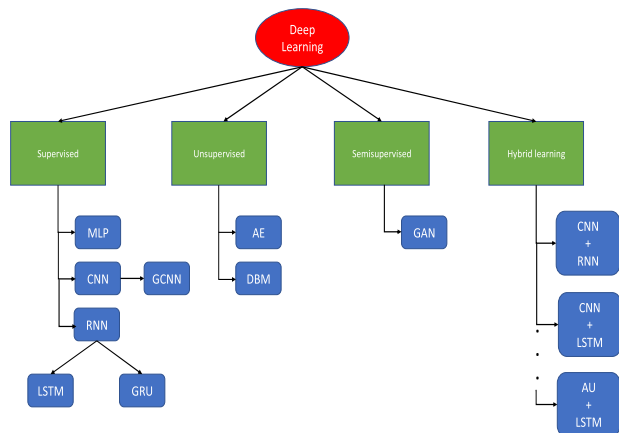 Deep
Learning
Supervised
Unsupervised
Semisupervised
Hybrid learning
MLP
AE
GAN
CNN
+
RNN
CNN
GCNN
DBM
RNN
CNN
+
LSTM
LSTM
GRU
AU
+
LSTM